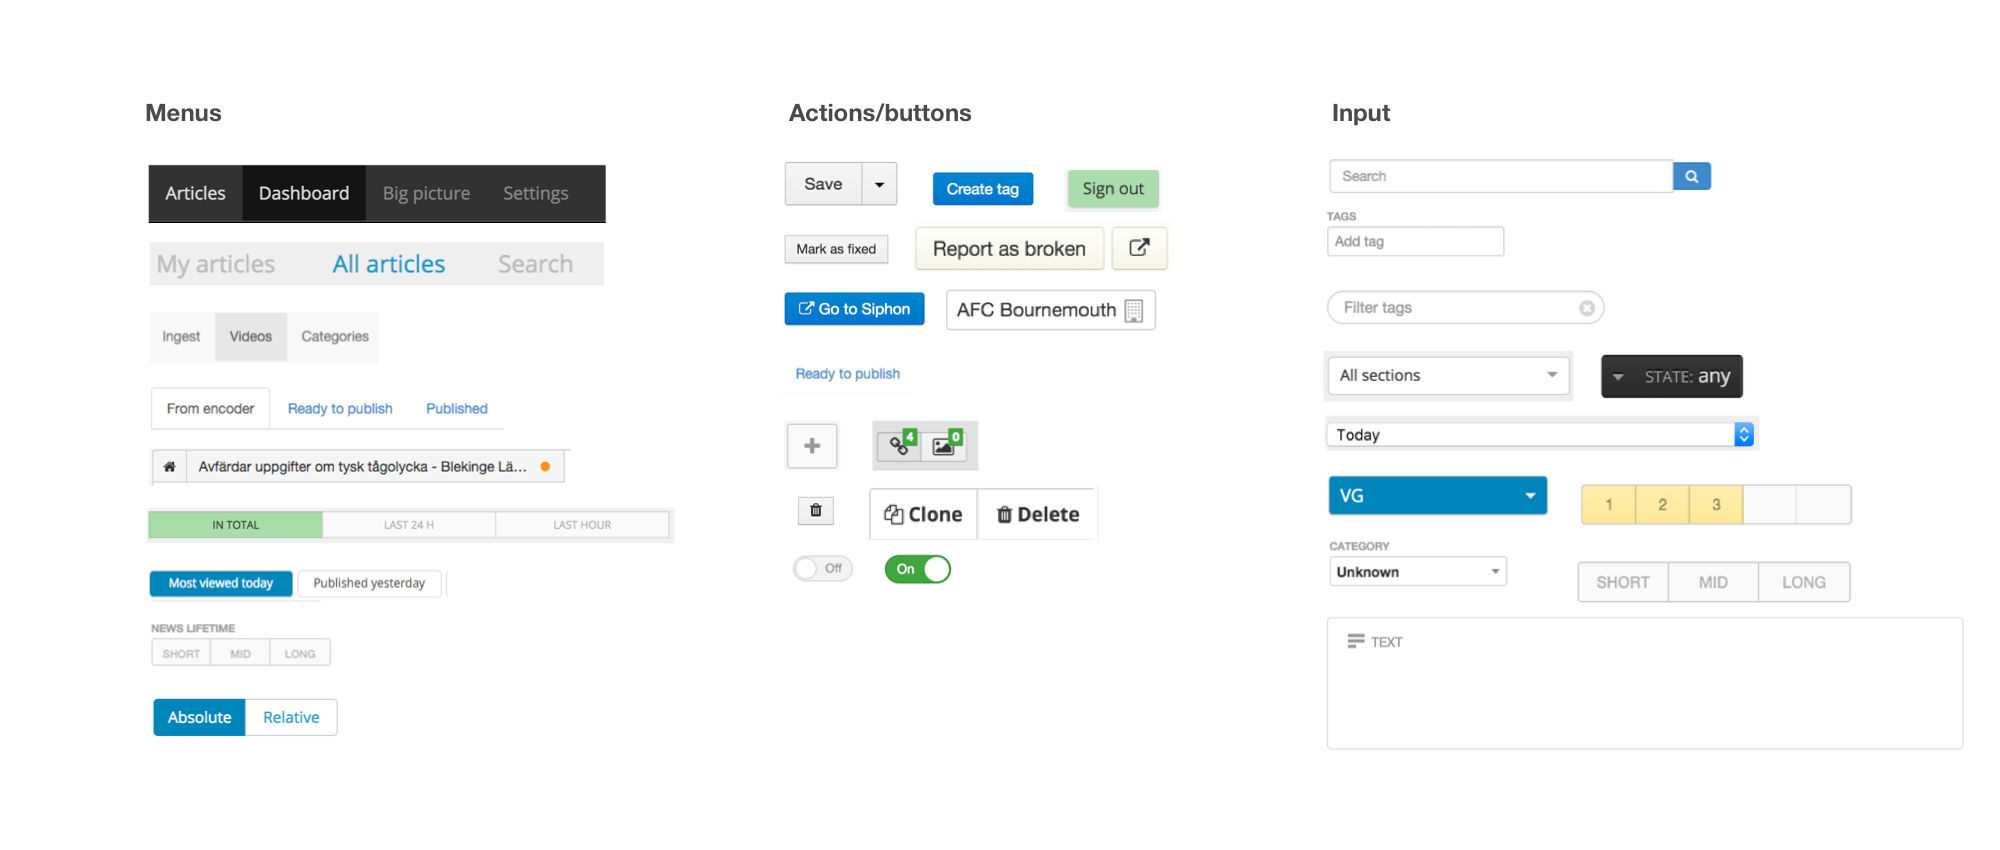 Menus
Articles Dashboard Big picture Settings
My articles All articles Search
Ingest Videos Categories
From encoder Ready to publish Published
Avfärdar uppgifter om tysk tågolycka - Blekinge Lä...
IN TOTAL LAST 24 H LAST HOUR
Most viewed today Published yesterday
NEWS LIFETIME
SHORT MID LONG
Absolute Relative
Actions/buttons
Save Create tag Sign out
Mark as fixed Report as broken
Go to Siphon AFC Bournemouth
Ready to publish
4 0
Clone Delete
Off On
Input
Search
TAGS
Add tag
Filter tags
All sections STATE: any
Today
VG 1 2 3
CATEGORY
Unknown SHORT MID LONG
TEXT